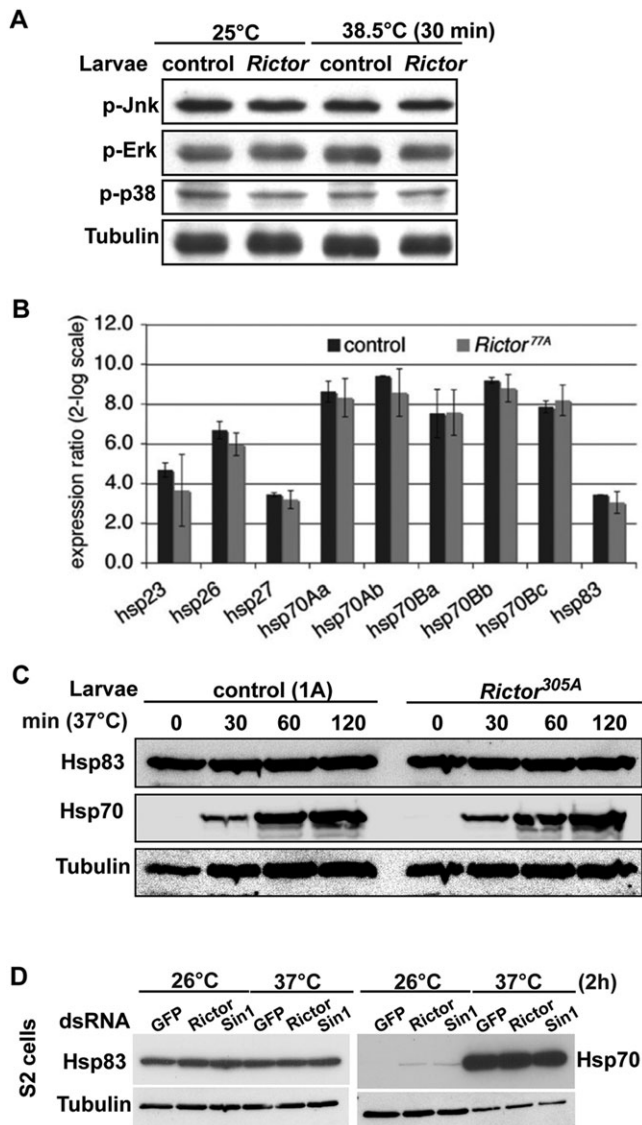 A
25°C 38.5°C (30 min)
Larvae control Rictor control Rictor
p-Jnk
p-Erk
p-p38
Tubulin
B
expression ratio (2-log scale)
12.0
10.0
8.0
6.0
4.0
2.0
0.0
control Rictor77A
hsp23 hsp26 hsp27 hsp70Aa hsp70Ab hsp70Ba hsp70Bb hsp70Bc hsp83
C
Larvae control (1A) Rictor305A
min (37°C) 0 30 60 120 0 30 60 120
Hsp83
Hsp70
Tubulin
D
26°C 37°C 26°C 37°C (2h)
dsRNA GFP Rictor Sin1 GFP Rictor Sin1 GFP Rictor Sin1 GFP Rictor Sin1
S2 cells
Hsp83 Hsp70
Tubulin